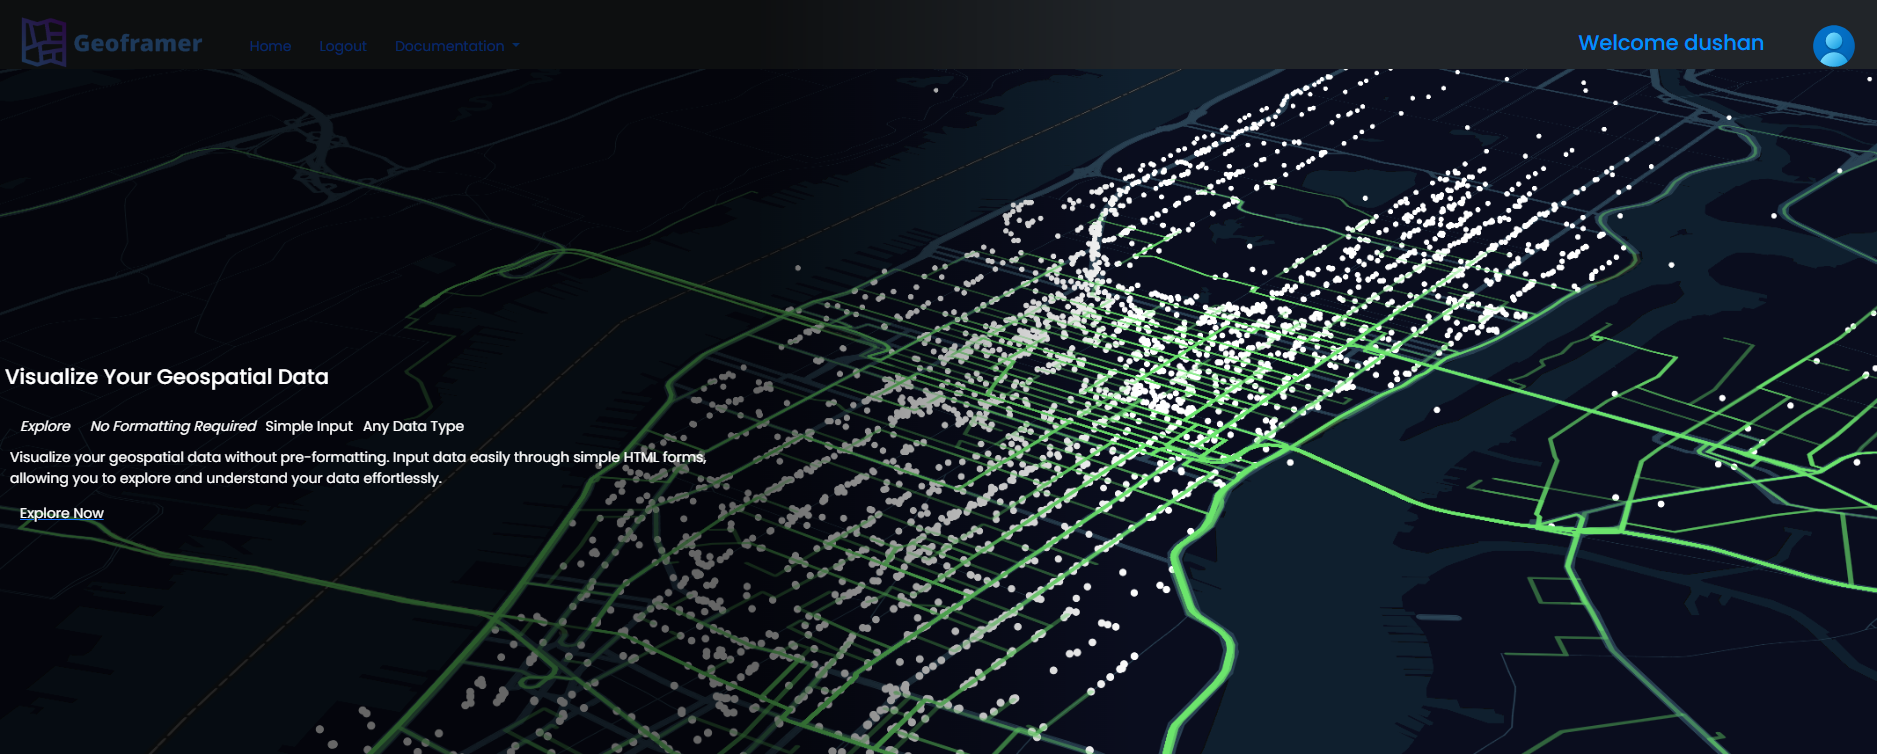 Geoframer
Home Logout Documentation
Welcome dushan
Visualize Your Geospatial Data
Explore No Formatting Required Simple Input Any Data Type
Visualize your geospatial data without pre-formatting. Input data easily through simple HTML forms,
allowing you to explore and understand your data effortlessly.
Explore Now